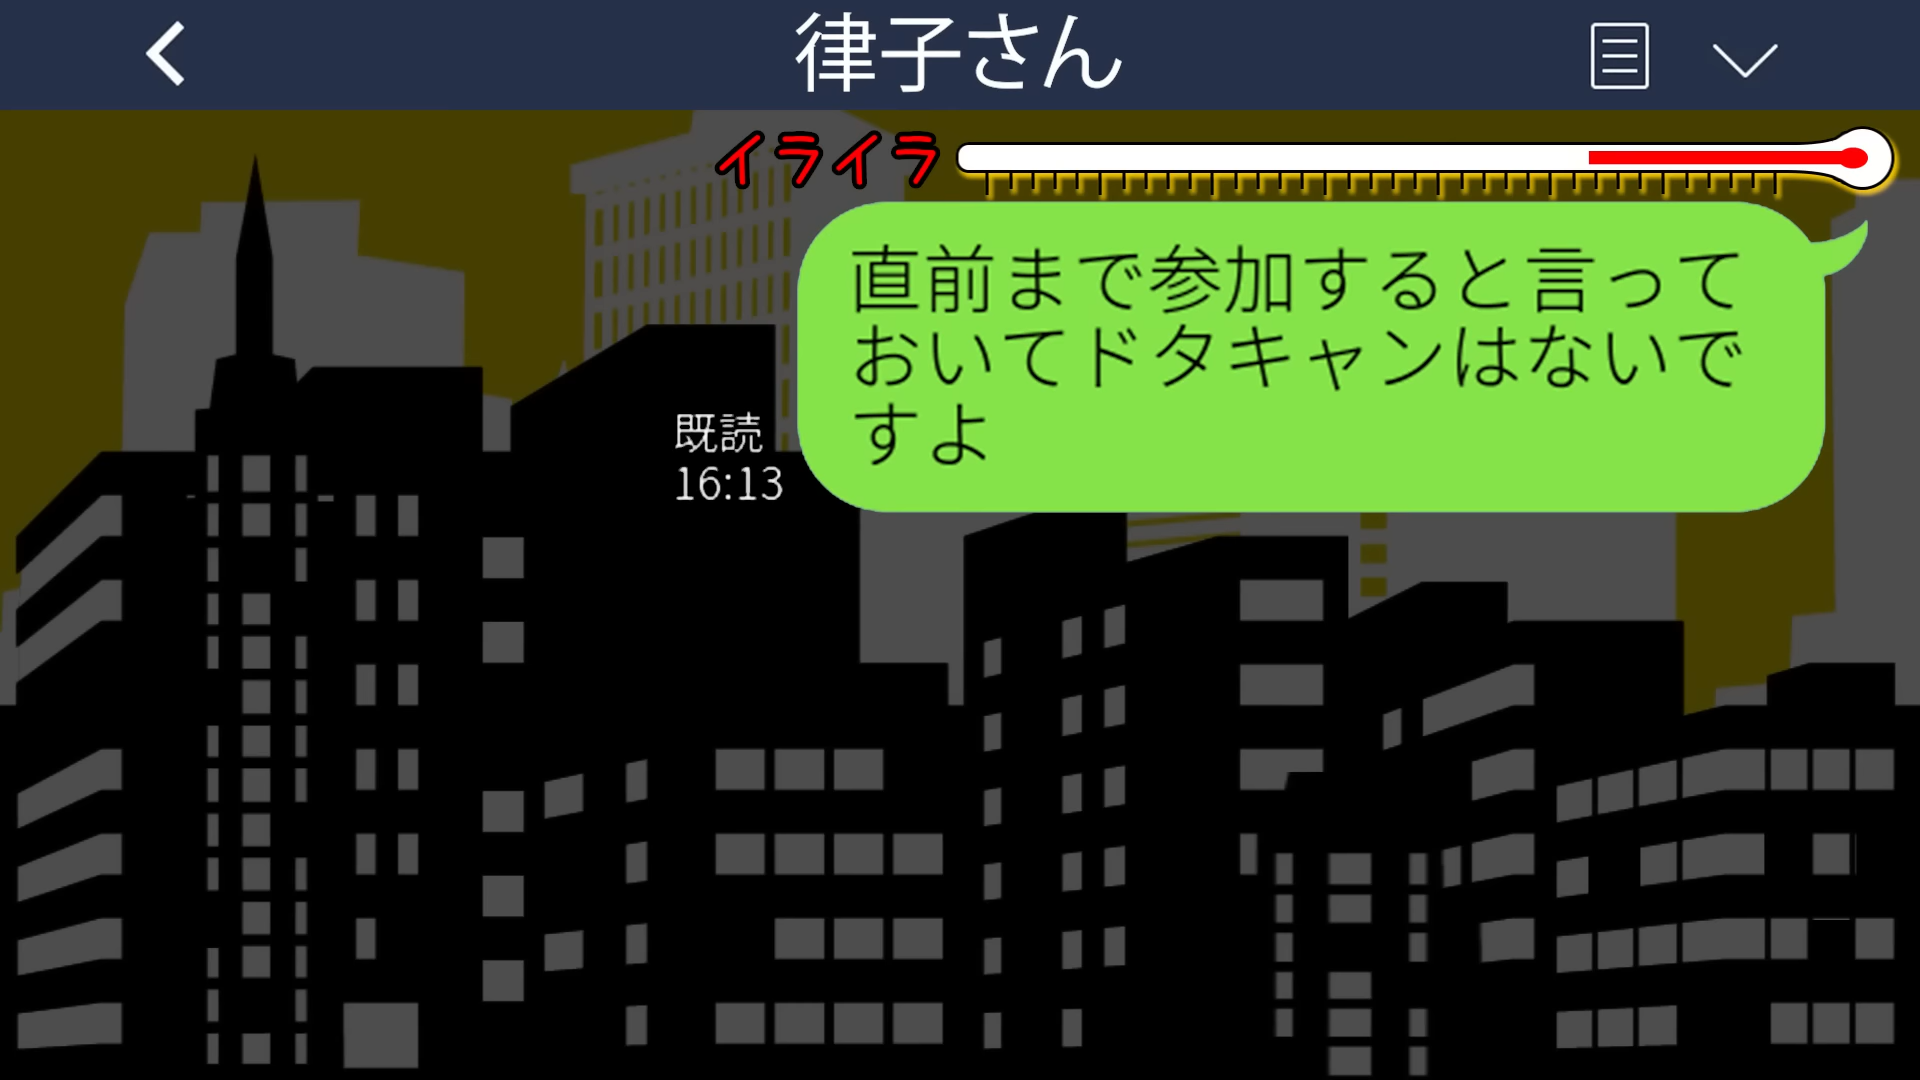 律子さん
イライラ
直前まで参加すると言って
おいてドタキャンはないで
すよ
既読
16:13